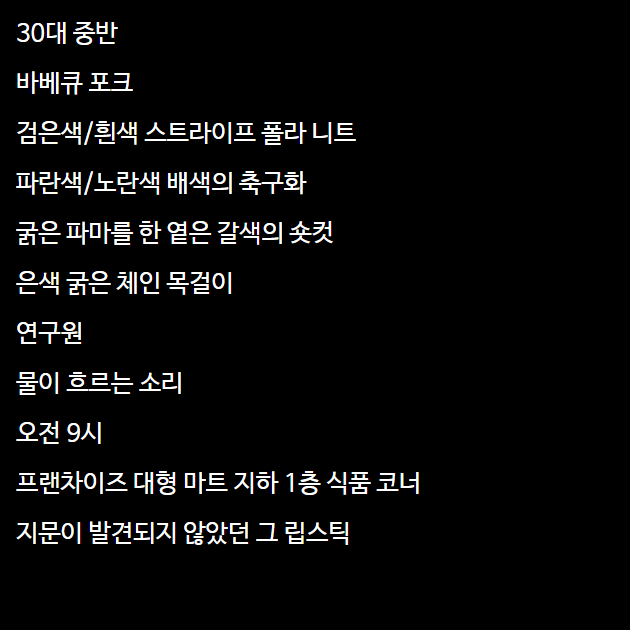 30대 중반
바베큐 포크
검은색/흰색 스트라이프 폴라 니트
파란색/노란색 배색의 축구화
굵은 파마를 한 옅은 갈색의 숏컷
은색 굵은 체인 목걸이
연구원
물이 흐르는 소리
오전 9시
프랜차이즈 대형 마트 지하 1층 식품 코너
지문이 발견되지 않았던 그 립스틱